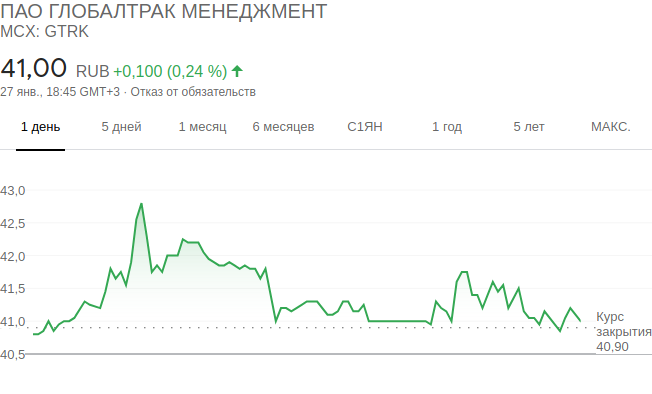 ПАО ГЛОБАЛТРАК МЕНЕДЖМЕНТ
MCX: GTRK
41,00 RUB +0,100 (0,24 %)
27 янв., 18:45 GMT+3 · Отказ от обязательств
1 день 5 дней 1 месяц 6 месяцев С1ЯН 1 год 5 лет МАКС.
43,0
42,5
42,0
41,5
41,0
40,5
Курс
закрытия
40,90